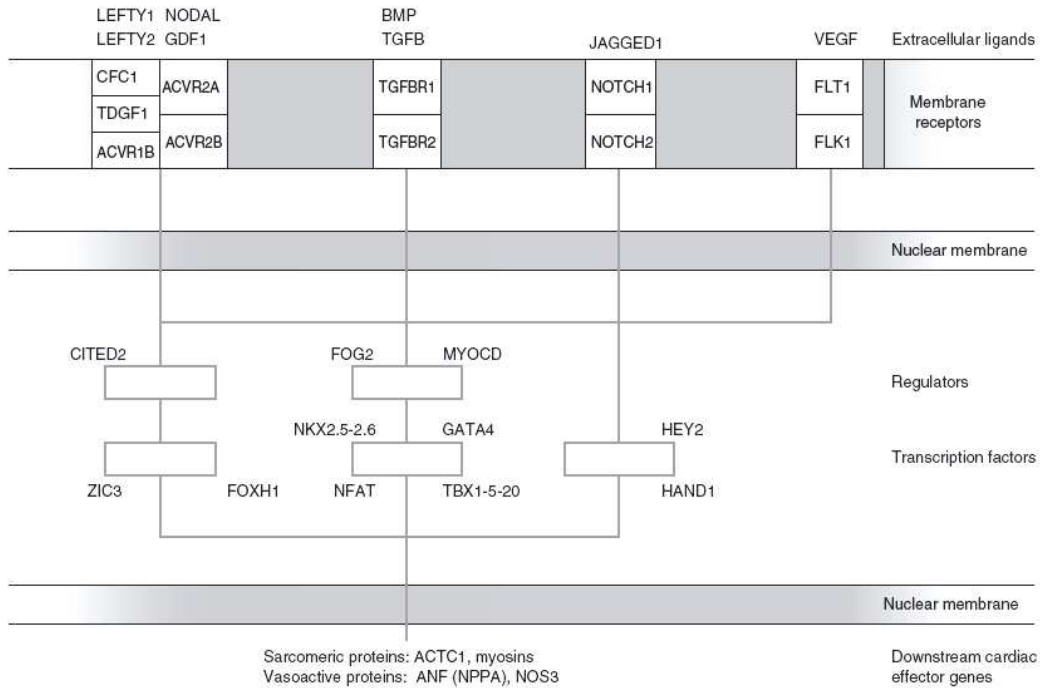 LEFTY1 NODAL BMP
LEFTY2 GDF1 TGFB JAGGED1 VEGF Extracellular ligands
CFC1 ACVR2A TGFBR1 NOTCH1 FLT1 Membrane
TDGF1 receptors
ACVR1B ACVR2B TGFBR2 NOTCH2 FLK1
Nuclear membrane
CITED2 FOG2 MYOCD
Regulators
NKX2.5-2.6 GATA4 HEY2
Transcription factors
ZIC3 FOXH1 NFAT TBX1-5-20 HAND1
Nuclear membrane
Sarcomeric proteins: ACTC1, myosins Downstream cardiac
Vasoactive proteins: ANF (NPPA), NOS3 effector genes